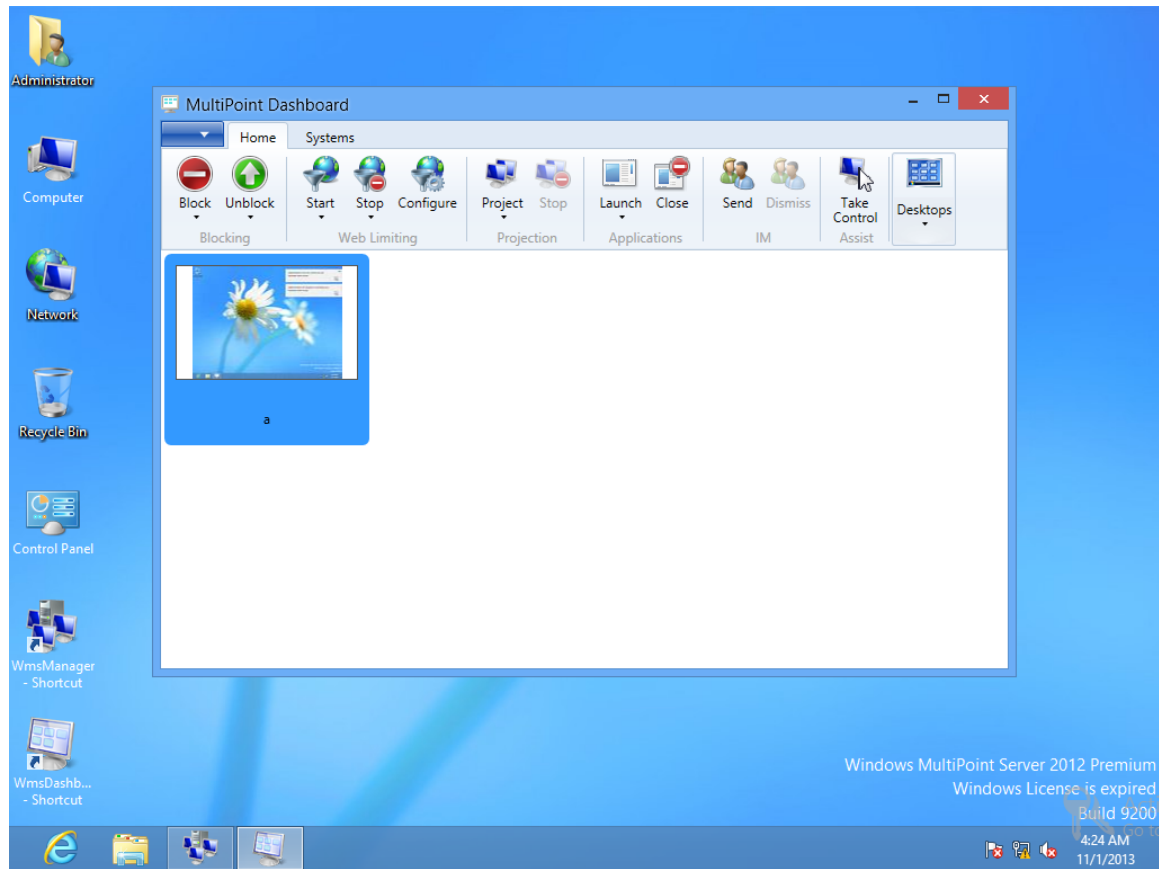 Administrator
Computer
Network
Recycle Bin
Control Panel
WmsManager
- Shortcut
WmsDashb...
- Shortcut
MultiPoint Dashboard
Home Systems
Block Unblock Start Stop Configure Project Stop Launch Close Send Dismiss Take
Control Desktops
Blocking Web Limiting Projection Applications IM Assist
a
Windows MultiPoint Server 2012 Premium
Windows License is expired
Build 9200
Go to
4:24 AM
11/1/2013